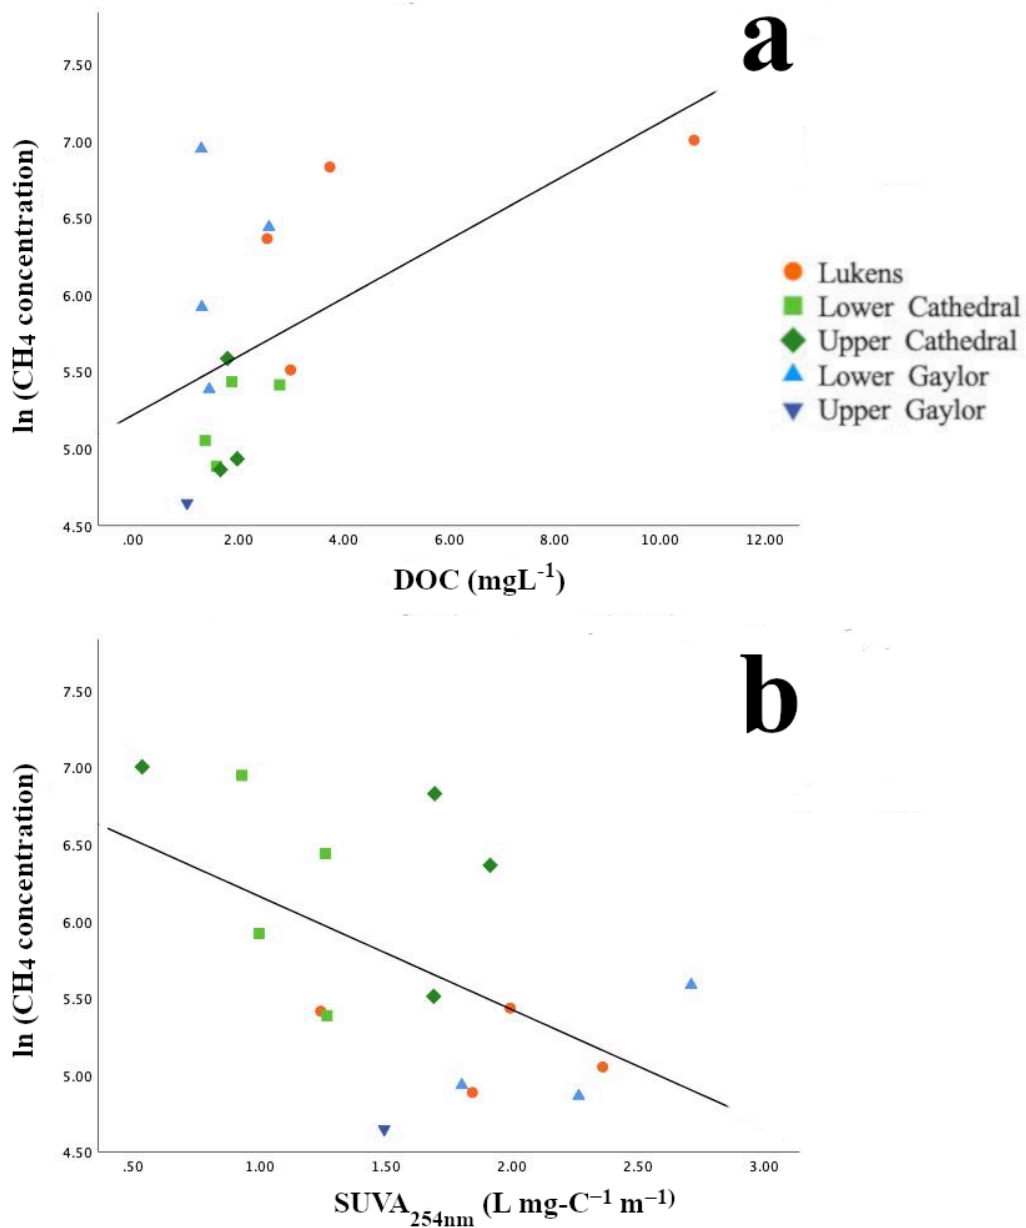 a
7.50
7.00
6.50
6.00
5.50
5.00
4.50
ln (CH4 concentration)
.00 2.00 4.00 6.00 8.00 10.00 12.00
DOC (mgL⁻¹)
Lukens
Lower Cathedral
Upper Cathedral
Lower Gaylor
Upper Gaylor
b
7.50
7.00
6.50
6.00
5.50
5.00
4.50
ln (CH4 concentration)
.50 1.00 1.50 2.00 2.50 3.00
SUVA₂₅₄ₙₘ (L mg-C⁻¹ m⁻¹)